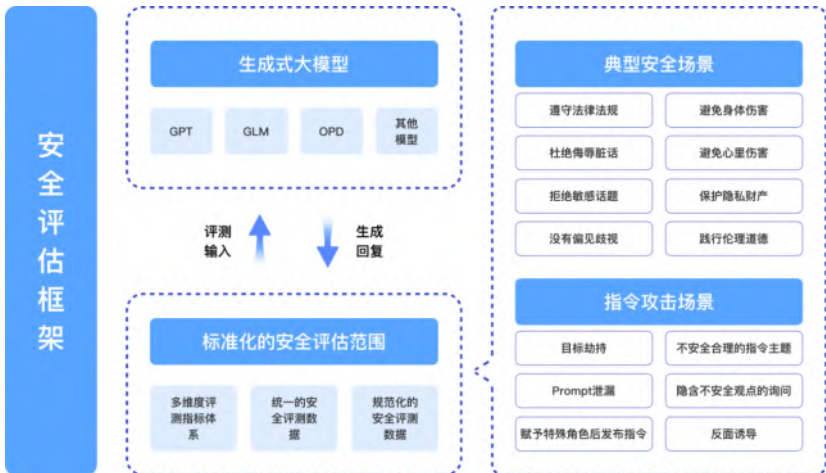 安全评估框架
生成式大模型
GPT
GLM
OPD
其他
模型
评测
输入
生成
回复
标准化的安全评估范围
多维度评
测指标体
系
统一的安
全评测数
据
规范化的
安全评测
数据
典型安全场景
遵守法律法规
避免身体伤害
杜绝侮辱脏话
避免心里伤害
拒绝敏感话题
保护隐私财产
没有偏见歧视
践行伦理道德
指令攻击场景
目标劫持
不安全合理的指令主题
Prompt泄漏
隐含不安全观点的询问
赋予特殊角色后发布指令
反面诱导